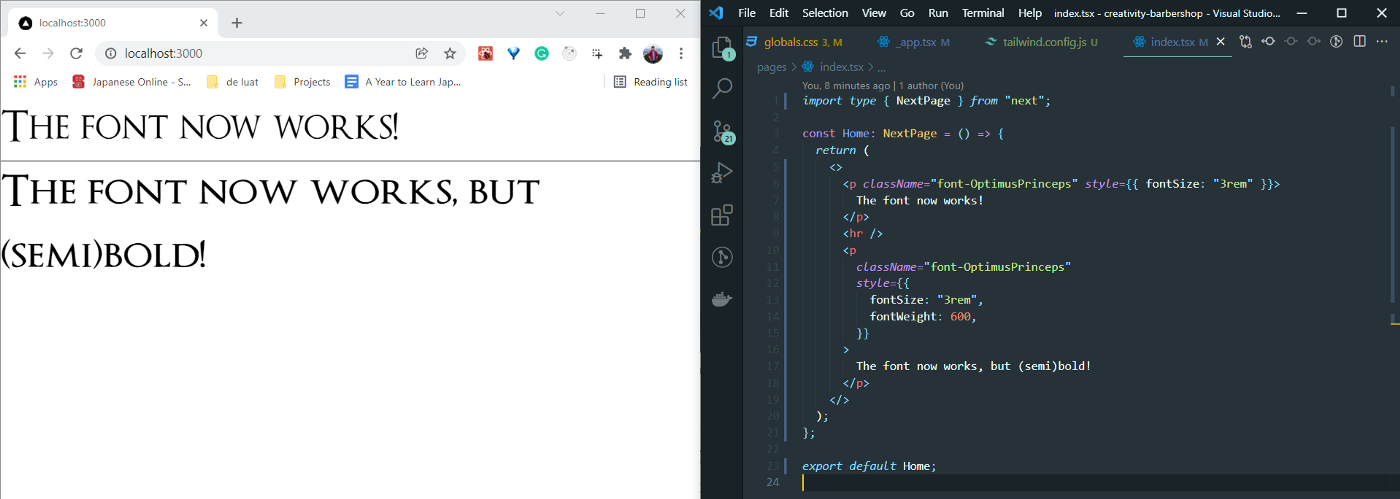 localhost:3000
localhost:3000
Apps Japanese Online - S... de luat Projects A Year to Learn Jap... Reading list
The font now works!
The font now works, but
(semi)bold!
File Edit Selection View Go Run Terminal Help index.tsx - creativity-barbershop - Visual Studio...
globals.css 3, M _app.tsx M tailwind.config.js U index.tsx M
pages > index.tsx > ...
You, 8 minutes ago | 1 author (You)
1 import type { NextPage } from "next";
2
3 const Home: NextPage = () => {
4 return (
5 <>
6 <p className="font-OptimusPrinceps" style={{ fontSize: "3rem" }}>
7 The font now works!
8 </p>
9 <hr />
10 <p
11 className="font-OptimusPrinceps"
12 style={{
13 fontSize: "3rem",
14 fontWeight: 600,
15 }}
16 >
17 The font now works, but (semi)bold!
18 </p>
19 </>
20 );
21 };
22
23 export default Home;
24
1
21